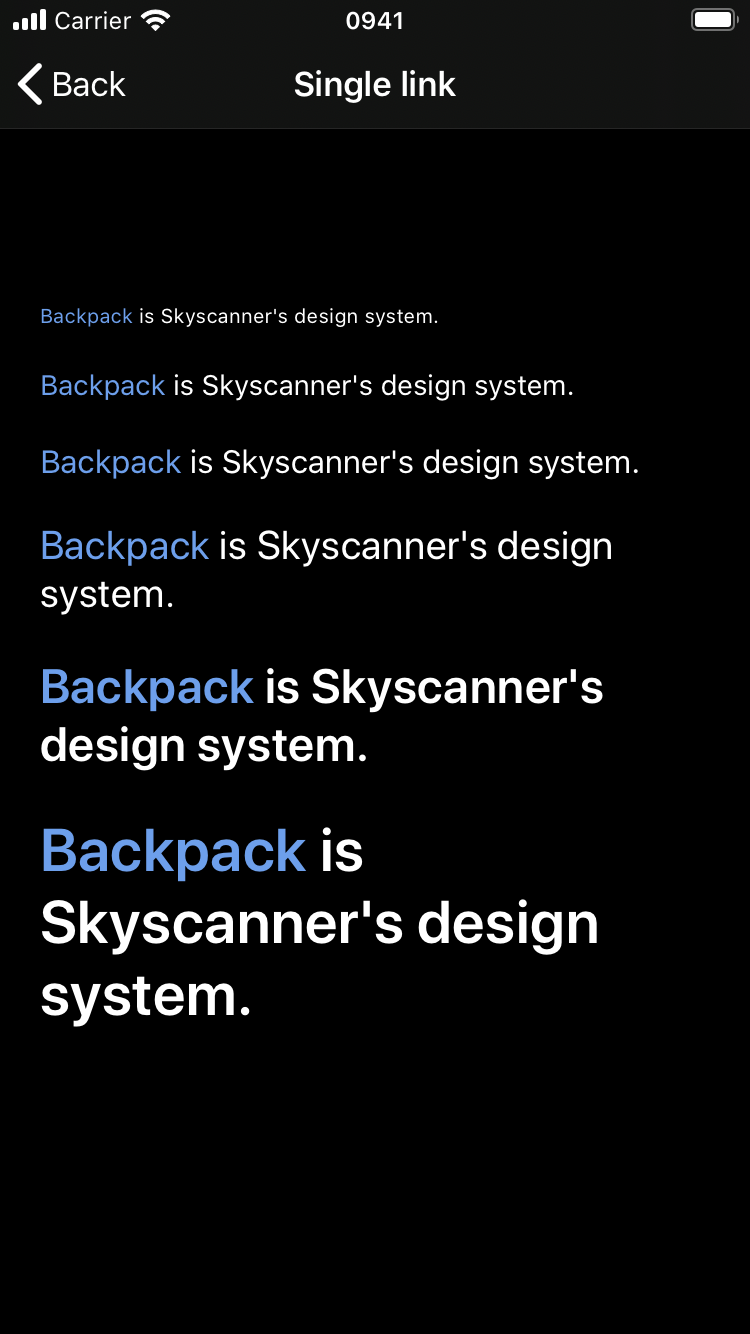 Carrier 0941
Back Single link
Backpack is Skyscanner's design system.
Backpack is Skyscanner's design system.
Backpack is Skyscanner's design system.
Backpack is Skyscanner's design
system.
Backpack is Skyscanner's
design system.
Backpack is
Skyscanner's design
system.